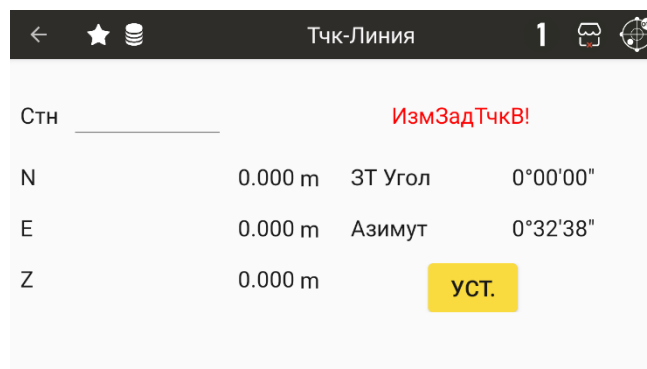 Тчк-Линия 1
Стн ИзмЗадТчкВ!
N 0.000 m ЗТ Угол 0°00'00"
E 0.000 m Азимут 0°32'38"
Z 0.000 m УСТ.